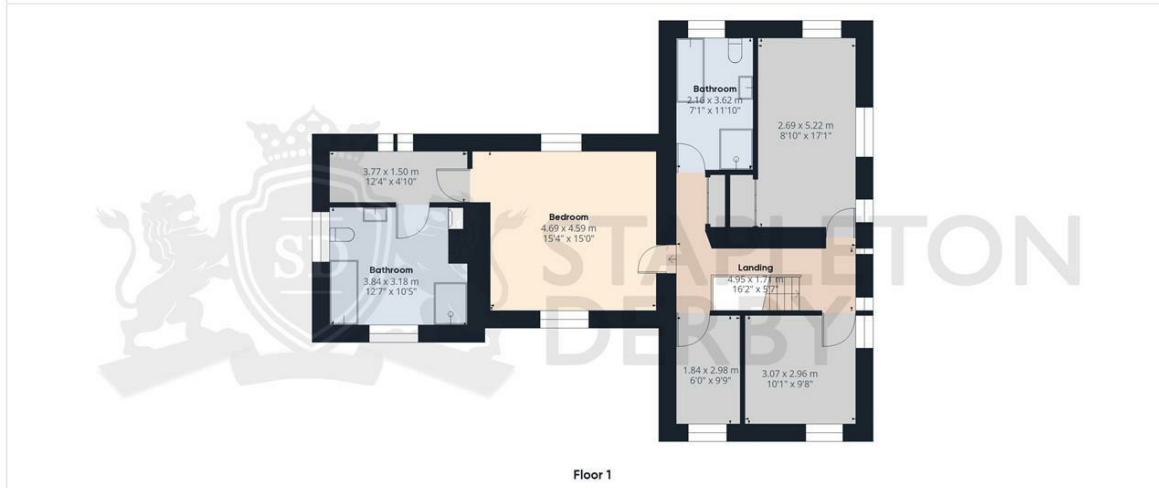 Bathroom
2.16 x 3.62 m
7'1" x 11'10"
2.69 x 5.22 m
8'10" x 17'1"
3.77 x 1.50 m
12'4" x 4'10"
Bedroom
4.69 x 4.59 m
15'4" x 15'0"
SD
STAPLETON
DERBY
Bathroom
3.84 x 3.18 m
12'7" x 10'5"
Landing
4.95 x 1.71 m
16'2" x 5'7"
1.84 x 2.98 m
6'0" x 9'9"
3.07 x 2.96 m
10'1" x 9'8"
Floor 1